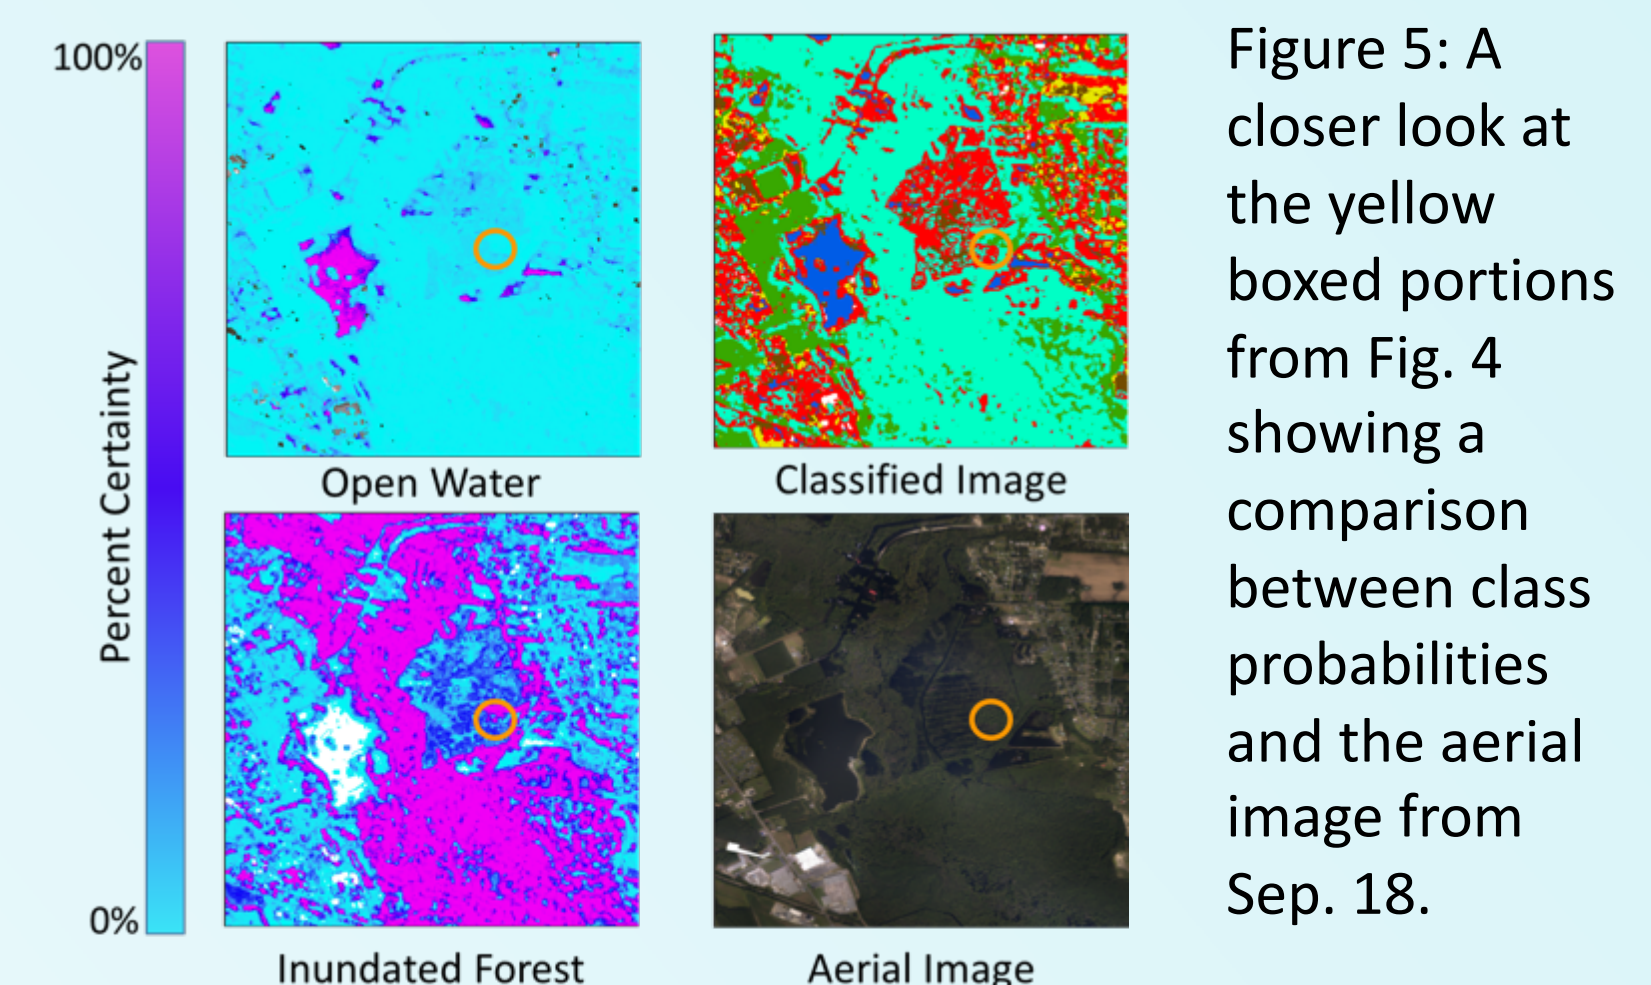 100%
Percent Certainty
0%
Open Water
Classified Image
Inundated Forest
Aerial Image
Figure 5: A
closer look at
the yellow
boxed portions
from Fig. 4
showing a
comparison
between class
probabilities
and the aerial
image from
Sep. 18.